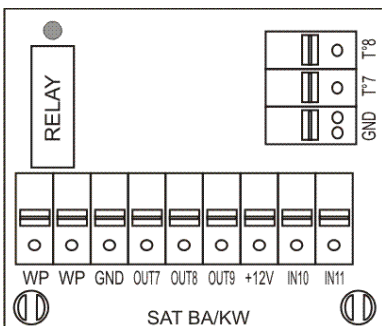 RELAY
T°8
T°7
GND
WP WP GND OUT7 OUT8 OUT9 +12V IN10 IN11
SAT BA/KW